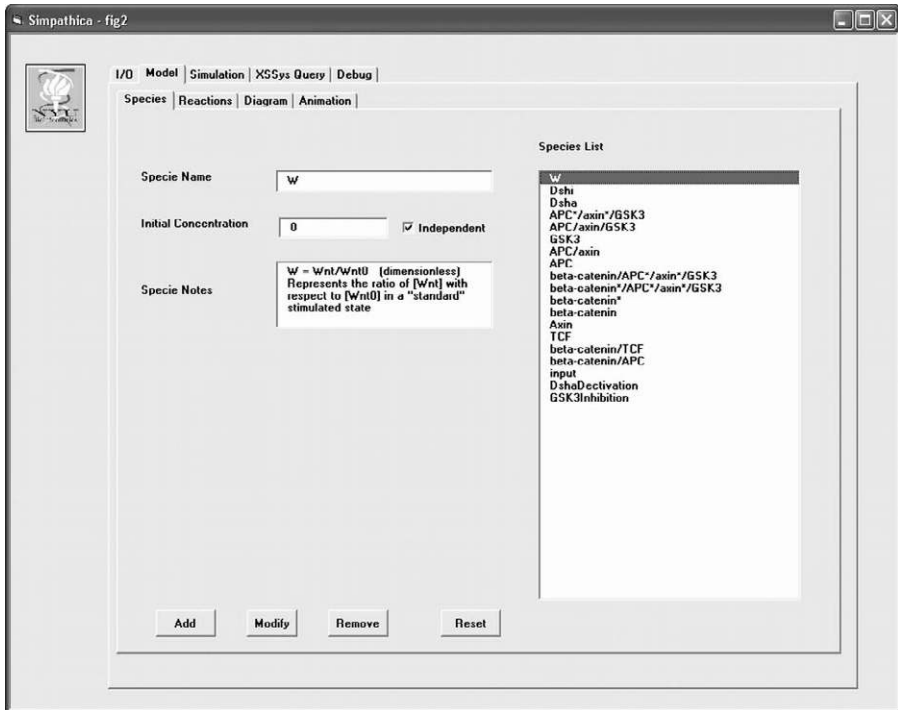 Simpathica - fig2
I/O Model Simulation XSSys Query Debug
Species Reactions Diagram Animation
Species List
Specie Name
W
Initial Concentration
0
Independent
Specie Notes
W = Wnt/Wnt0 (dimensionless)
Represents the ratio of [Wnt] with
respect to [Wnt0] in a "standard"
stimulated state
W
Dshi
Dsha
APC*/axin*/GSK3
APC/axin/GSK3
GSK3
APC/axin
APC
beta-catenin/APC*/axin*/GSK3
beta-catenin*/APC*/axin*/GSK3
beta-catenin*
beta-catenin
Axin
TCF
beta-catenin/TCF
beta-catenin/APC
input
DshaDectivation
GSK3Inhibition
Add Modify Remove Reset